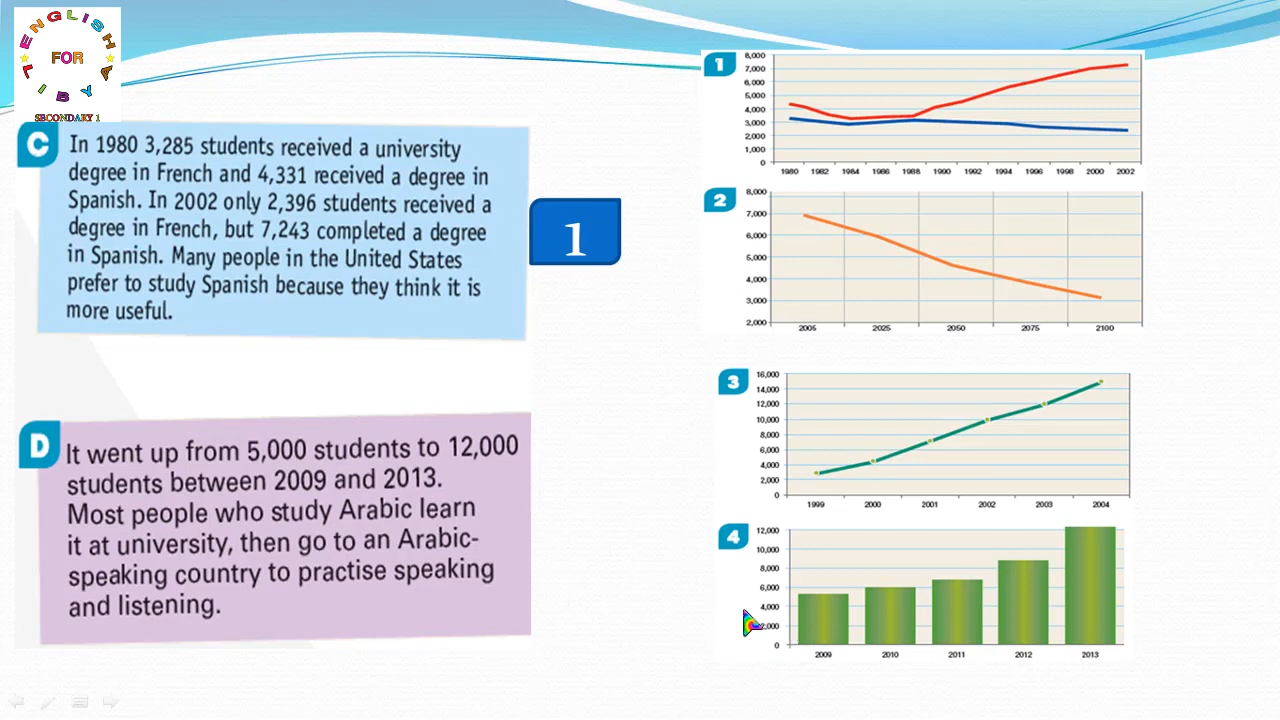 ENGLISH
FOR
LIBYA
SECONDARY 1
C
In 1980 3,285 students received a university
degree in French and 4,331 received a degree in
Spanish. In 2002 only 2,396 students received a
degree in French, but 7,243 completed a degree
in Spanish. Many people in the United States
prefer to study Spanish because they think it is
more useful.
1
D
It went up from 5,000 students to 12,000
students between 2009 and 2013.
Most people who study Arabic learn
it at university, then go to an Arabic-
speaking country to practise speaking
and listening.
1
8,000
7,000
6,000
5,000
4,000
3,000
2,000
1,000
0
1980 1982 1984 1986 1988 1990 1992 1994 1996 1998 2000 2002
2
8,000
7,000
6,000
5,000
4,000
3,000
2,000
2005 2025 2050 2075 2100
3
16,000
14,000
12,000
10,000
8,000
6,000
4,000
2,000
0
1999 2000 2001 2002 2003 2004
4
12,000
10,000
8,000
6,000
4,000
2,000
0
2009 2010 2011 2012 2013